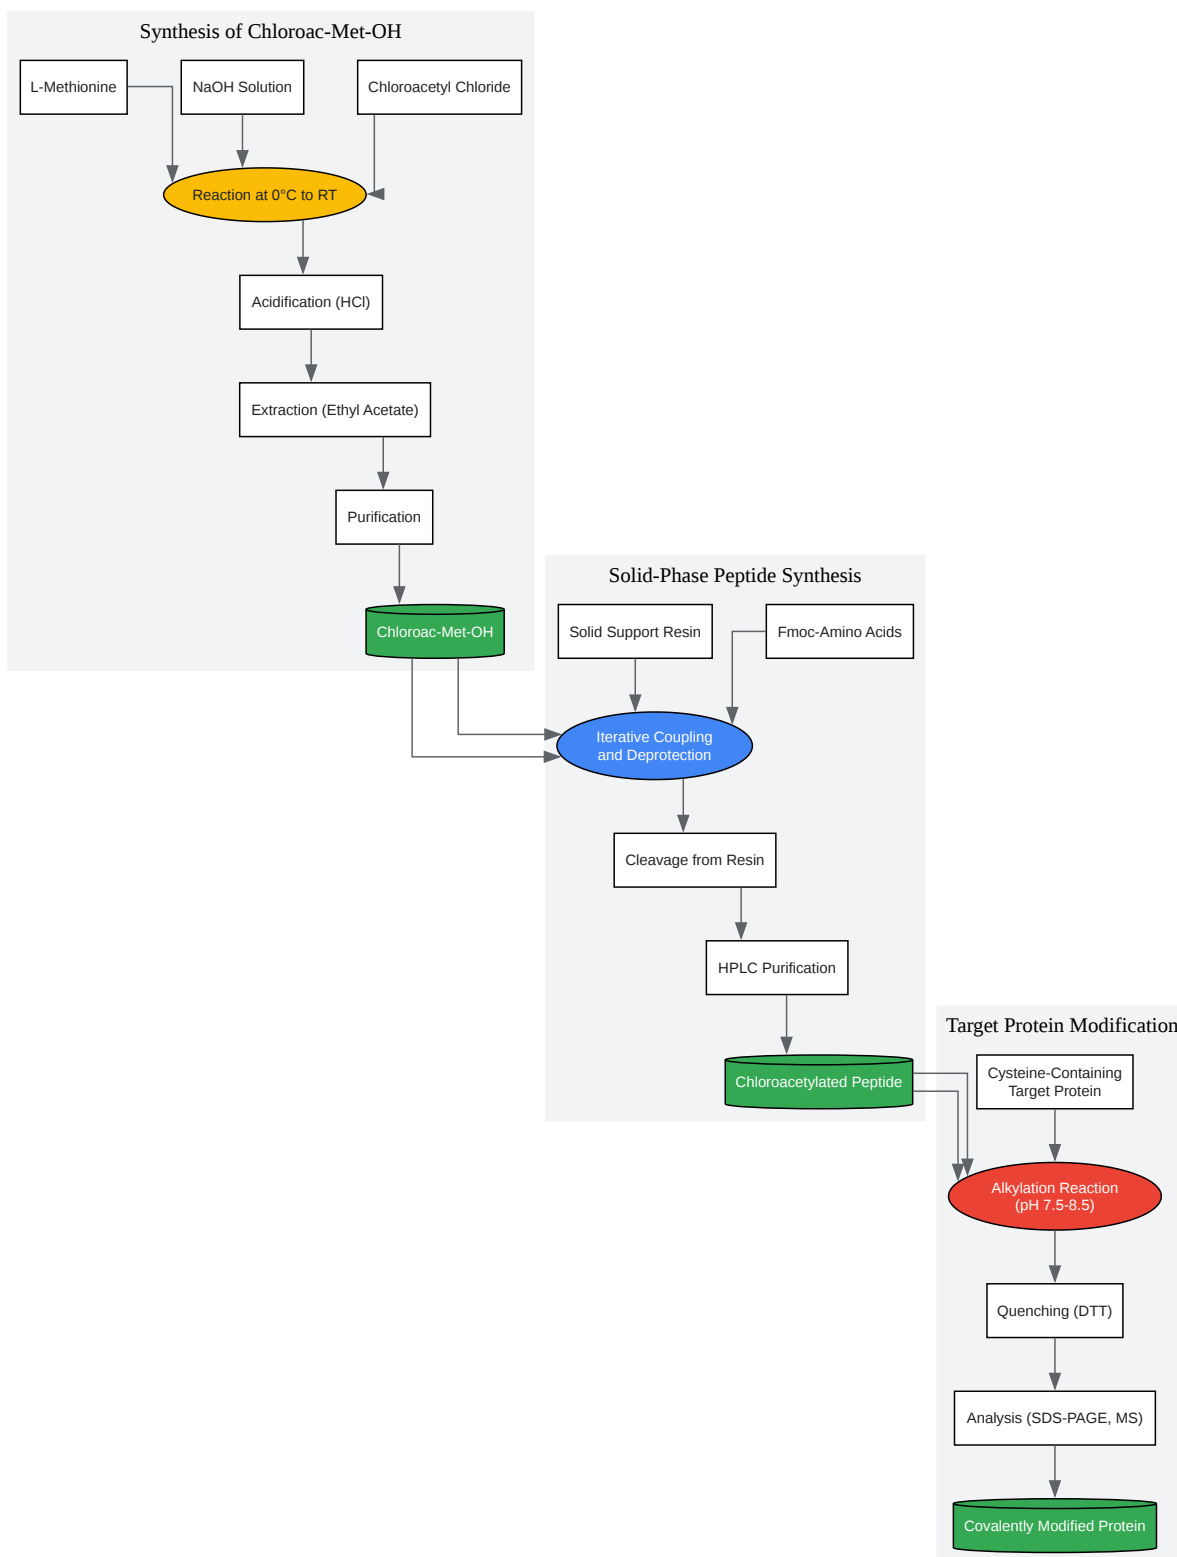 Synthesis of Chloroac-Met-OH
L-Methionine
NaOH Solution
Chloroacetyl Chloride
Reaction at 0°C to RT
Acidification (HCl)
Extraction (Ethyl Acetate)
Purification
Chloroac-Met-OH
Solid-Phase Peptide Synthesis
Solid Support Resin
Fmoc-Amino Acids
Iterative Coupling
and Deprotection
Cleavage from Resin
HPLC Purification
Chloroacetylated Peptide
Target Protein Modification
Cysteine-Containing
Target Protein
Alkylation Reaction
(pH 7.5-8.5)
Quenching (DTT)
Analysis (SDS-PAGE, MS)
Covalently Modified Protein